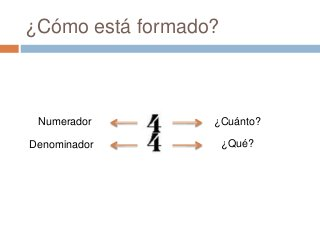 ¿Cómo está formado?
Numerador 4 ¿Cuánto?
Denominador 4 ¿Qué?